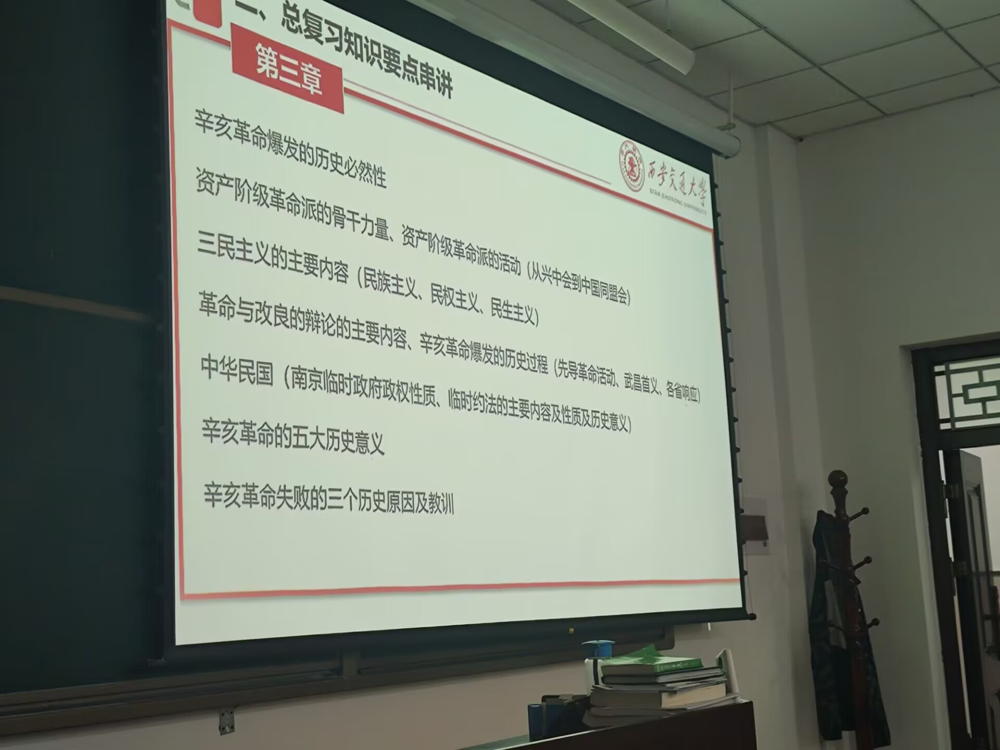 一、总复习知识要点串讲
第三章
西安交通大学
XI'AN JIAOTONG UNIVERSITY
辛亥革命爆发的历史必然性
资产阶级革命派的骨干力量、资产阶级革命派的活动（从兴中会到中国同盟会）
三民主义的主要内容（民族主义、民权主义、民生主义）
革命与改良的辩论的主要内容、辛亥革命爆发的历史过程（先导革命活动、武昌首义、各省响应）
中华民国（南京临时政府政权性质、临时约法的主要内容及性质及历史意义）
辛亥革命的五大历史意义
辛亥革命失败的三个历史原因及教训